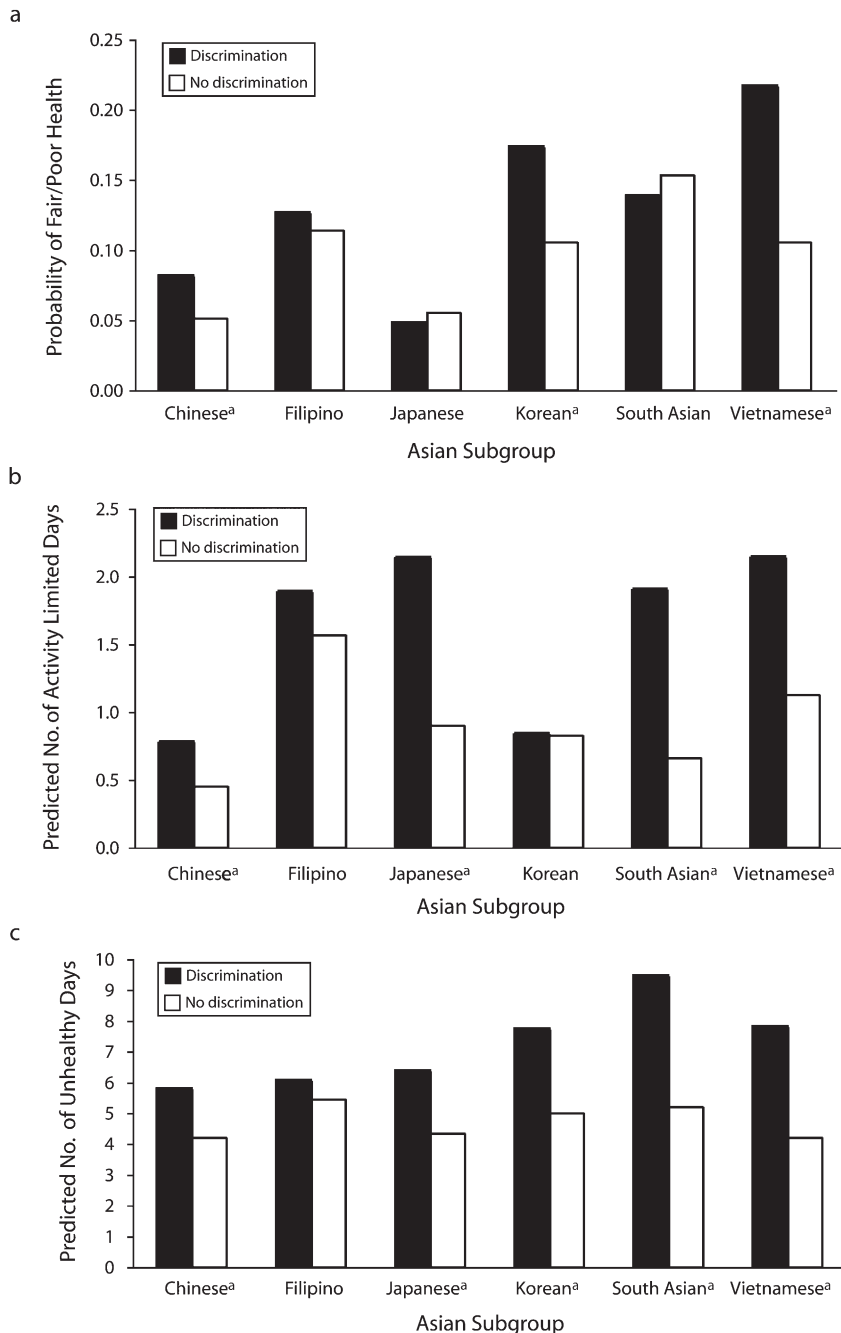 a
0.25
0.20
0.15
0.10
0.05
0.00
Probability of Fair/Poor Health
Discrimination
No discrimination
Chineseᵃ Filipino Japanese Koreanᵃ South Asian Vietnameseᵃ
Asian Subgroup
b
2.5
2.0
1.5
1.0
0.5
0.0
Predicted No. of Activity Limited Days
Discrimination
No discrimination
Chineseᵃ Filipino Japaneseᵃ Korean South Asianᵃ Vietnameseᵃ
Asian Subgroup
c
10
9
8
7
6
5
4
3
2
1
0
Predicted No. of Unhealthy Days
Discrimination
No discrimination
Chineseᵃ Filipino Japaneseᵃ Koreanᵃ South Asianᵃ Vietnameseᵃ
Asian Subgroup